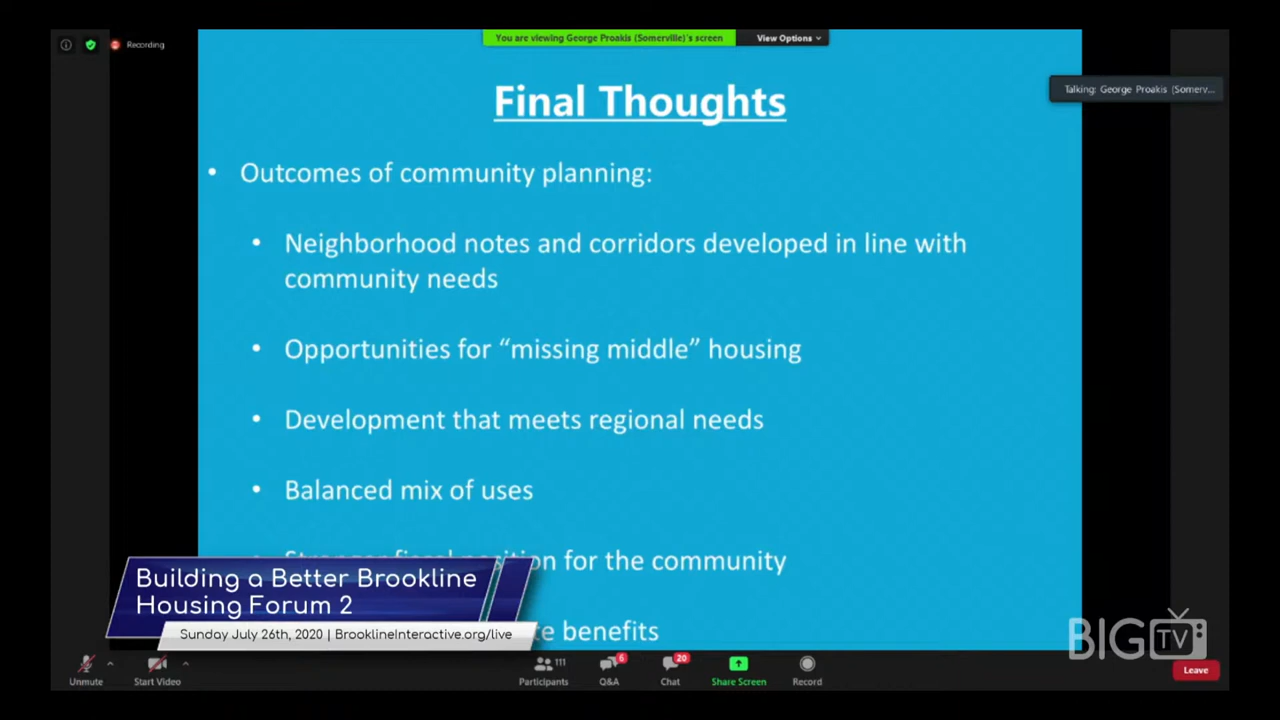 Recording
You are viewing George Proakis (Somerville)'s screen
View Options
Talking: George Proakis (Somerv...
Final Thoughts
• Outcomes of community planning:
• Neighborhood notes and corridors developed in line with
community needs
• Opportunities for “missing middle” housing
• Development that meets regional needs
• Balanced mix of uses
• Stronger fiscal position for the community
benefits
Building a Better Brookline
Housing Forum 2
Sunday July 26th, 2020 | BrooklineInteractive.org/live
BIG TV
Unmute
Start Video
111
Participants
6
Q&A
20
Chat
Share Screen
Record
Leave